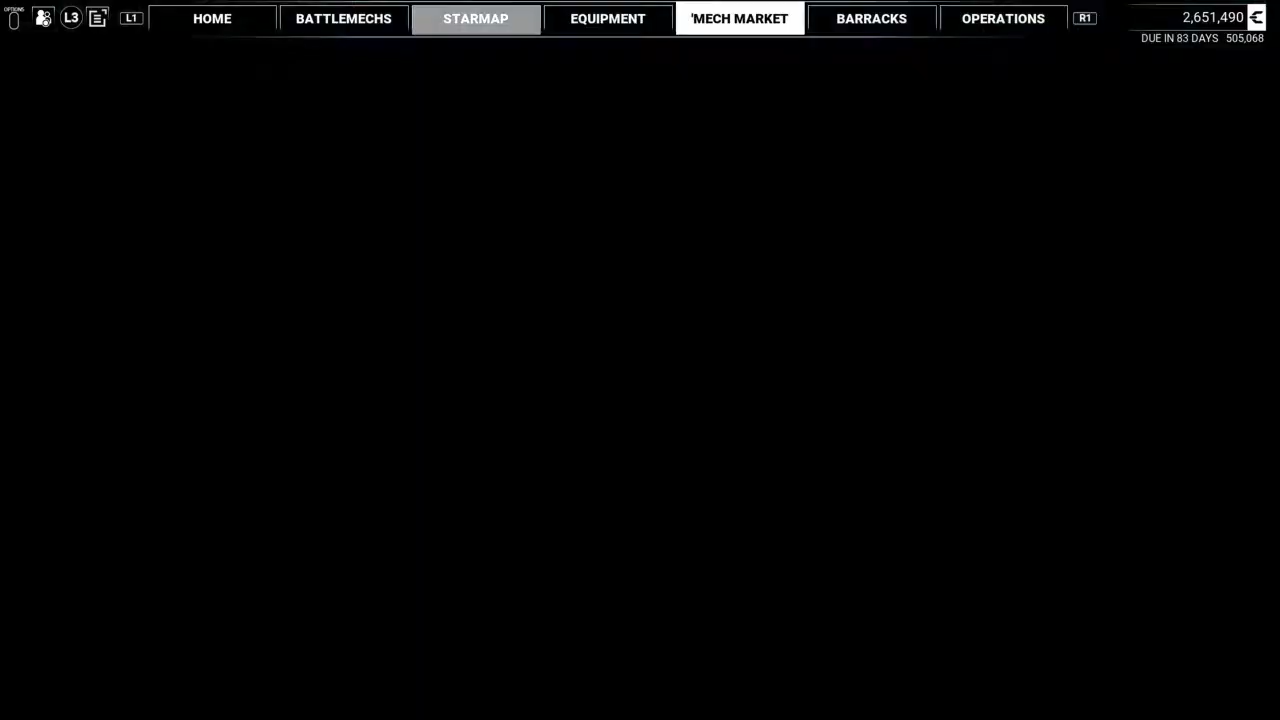 OPTIONS L3 L1 HOME BATTLEMECHS STARMAP EQUIPMENT 'MECH MARKET BARRACKS OPERATIONS R1 2,651,490
DUE IN 83 DAYS 505,068